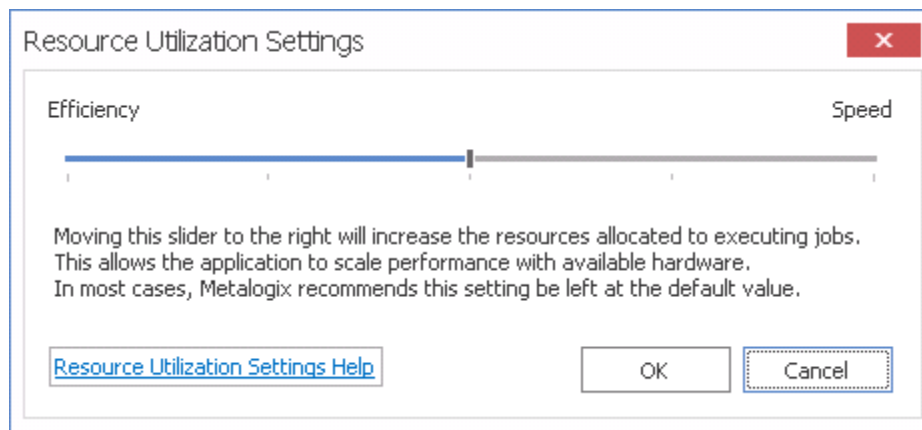 Resource Utilization Settings
Efficiency
Speed
Moving this slider to the right will increase the resources allocated to executing jobs.
This allows the application to scale performance with available hardware.
In most cases, Metalogix recommends this setting be left at the default value.
Resource Utilization Settings Help
OK
Cancel